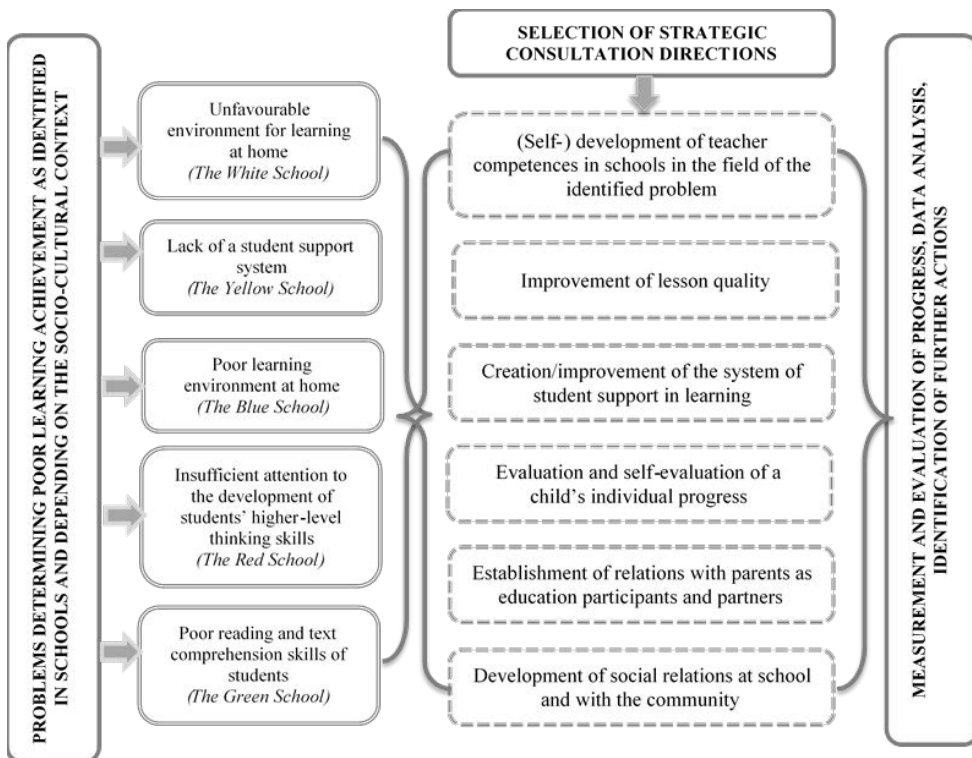 PROBLEMS DETERMINING POOR LEARNING ACHIEVEMENT AS IDENTIFIED
IN SCHOOLS AND DEPENDING ON THE SOCIO-CULTURAL CONTEXT
Unfavourable
environment for learning
at home
(The White School)
Lack of a student support
system
(The Yellow School)
Poor learning
environment at home
(The Blue School)
Insufficient attention to
the development of
students’ higher-level
thinking skills
(The Red School)
Poor reading and text
comprehension skills of
students
(The Green School)
SELECTION OF STRATEGIC
CONSULTATION DIRECTIONS
(Self-) development of teacher
competences in schools in the field of the
identified problem
Improvement of lesson quality
Creation/improvement of the system of
student support in learning
Evaluation and self-evaluation of a
child’s individual progress
Establishment of relations with parents as
education participants and partners
Development of social relations at school
and with the community
MEASUREMENT AND EVALUATION OF PROGRESS, DATA ANALYSIS,
IDENTIFICATION OF FURTHER ACTIONS